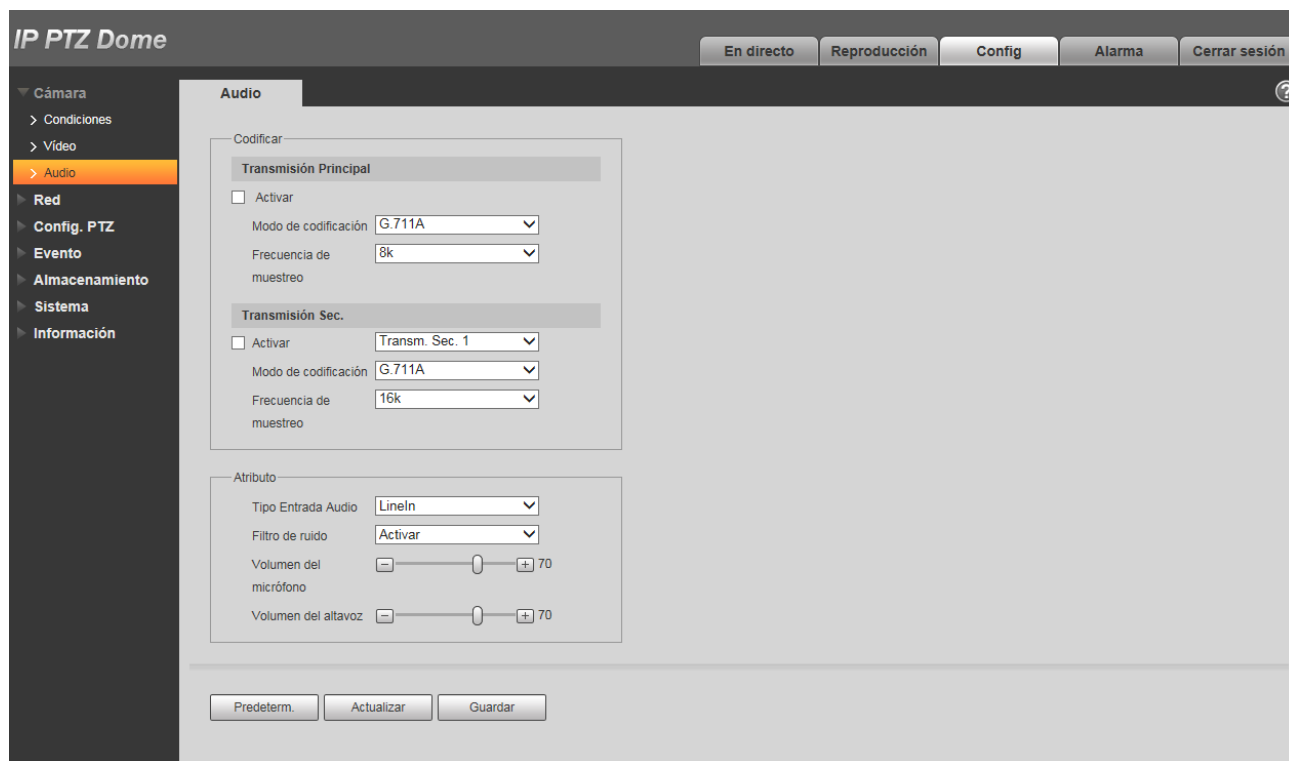 IP PTZ Dome
En directo
Reproducción
Config
Alarma
Cerrar sesión
Cámara
Condiciones
Vídeo
Audio
Red
Config. PTZ
Evento
Almacenamiento
Sistema
Información
Audio
?
Codificar
Transmisión Principal
Activar
Modo de codificación G.711A
Frecuencia de 8k
muestreo
Transmisión Sec.
Activar Transm. Sec. 1
Modo de codificación G.711A
Frecuencia de 16k
muestreo
Atributo
Tipo Entrada Audio LineIn
Filtro de ruido Activar
Volumen del - + 70
micrófono
Volumen del altavoz - + 70
Predeterm. Actualizar Guardar